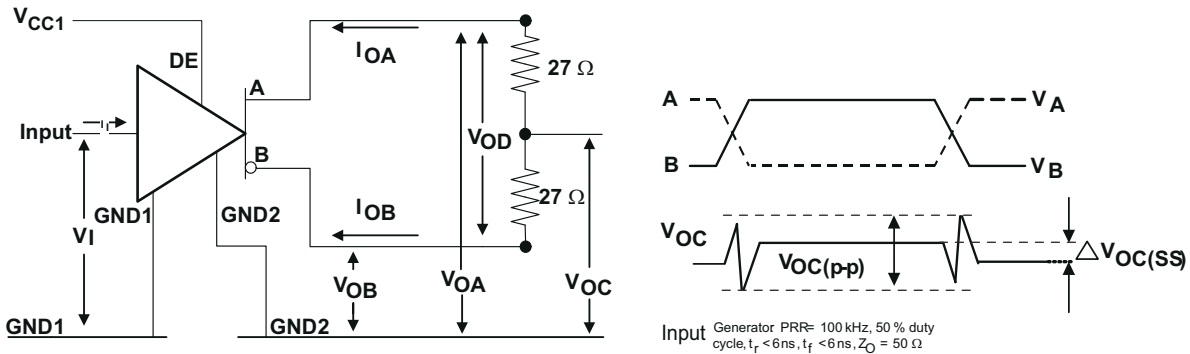 VCC1
DE
A
IOA
27 Ω
Input
II
B
VOD
27 Ω
GND1
GND2
IOB
VI
VOB
VOA
VOC
GND1
GND2
A
VA
B
VB
VOC
VOC(p-p)
△VOC(SS)
Input Generator PRR= 100 kHz, 50 % duty
cycle, tr < 6ns, tf < 6ns, ZO = 50 Ω